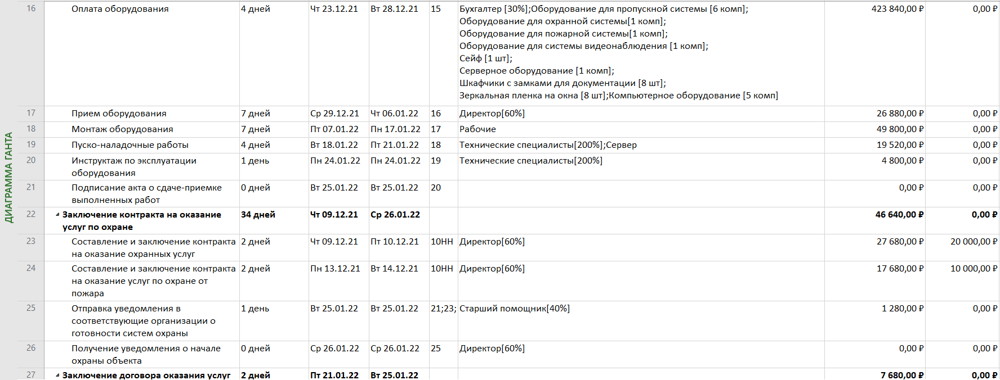 ДИАГРАММА ГАНТА
16 Оплата оборудования 4 дней Чт 23.12.21 Вт 28.12.21 15 Бухгалтер [30%];Оборудование для пропускной системы [6 комп]; 423 840,00 ₽ 0,00 ₽
Оборудование для охранной системы[1 комп];
Оборудование для пожарной системы[1 комп];
Оборудование для системы видеонаблюдения [1 комп];
Сейф [1 шт];
Серверное оборудование [1 комп];
Шкафчики с замками для документации [8 шт];
Зеркальная пленка на окна [8 шт];Компьютерное оборудование [5 комп]
17 Прием оборудования 7 дней Ср 29.12.21 Чт 06.01.22 16 Директор[60%] 26 880,00 ₽ 0,00 ₽
18 Монтаж оборудования 7 дней Пт 07.01.22 Пн 17.01.22 17 Рабочие 49 800,00 ₽ 0,00 ₽
19 Пуско-наладочные работы 4 дней Вт 18.01.22 Пт 21.01.22 18 Технические специалисты[200%];Сервер 19 520,00 ₽ 0,00 ₽
20 Инструктаж по эксплуатации 1 день Пн 24.01.22 Пн 24.01.22 19 Технические специалисты[200%] 4 800,00 ₽ 0,00 ₽
оборудования
21 Подписание акта о сдаче-приемке 0 дней Вт 25.01.22 Вт 25.01.22 20 0,00 ₽ 0,00 ₽
выполненных работ
22 Заключение контракта на оказание 34 дней Чт 09.12.21 Ср 26.01.22 46 640,00 ₽ 0,00 ₽
услуг по охране
23 Составление и заключение контракта 2 дней Чт 09.12.21 Пт 10.12.21 10НН Директор[60%] 27 680,00 ₽ 20 000,00 ₽
на оказание охранных услуг
24 Составление и заключение контракта 2 дней Пн 13.12.21 Вт 14.12.21 10НН Директор[60%] 17 680,00 ₽ 10 000,00 ₽
на оказание услуг по охране от
пожара
25 Отправка уведомления в 1 день Вт 25.01.22 Вт 25.01.22 21;23; Старший помощник[40%] 1 280,00 ₽ 0,00 ₽
соответствующие организации о
готовности систем охраны
26 Получение уведомления о начале 0 дней Ср 26.01.22 Ср 26.01.22 25 Директор[60%] 0,00 ₽ 0,00 ₽
охраны объекта
27 Заключение договора оказания услуг 2 дней Пт 21.01.22 Вт 25.01.22 7 680,00 ₽ 0,00 ₽